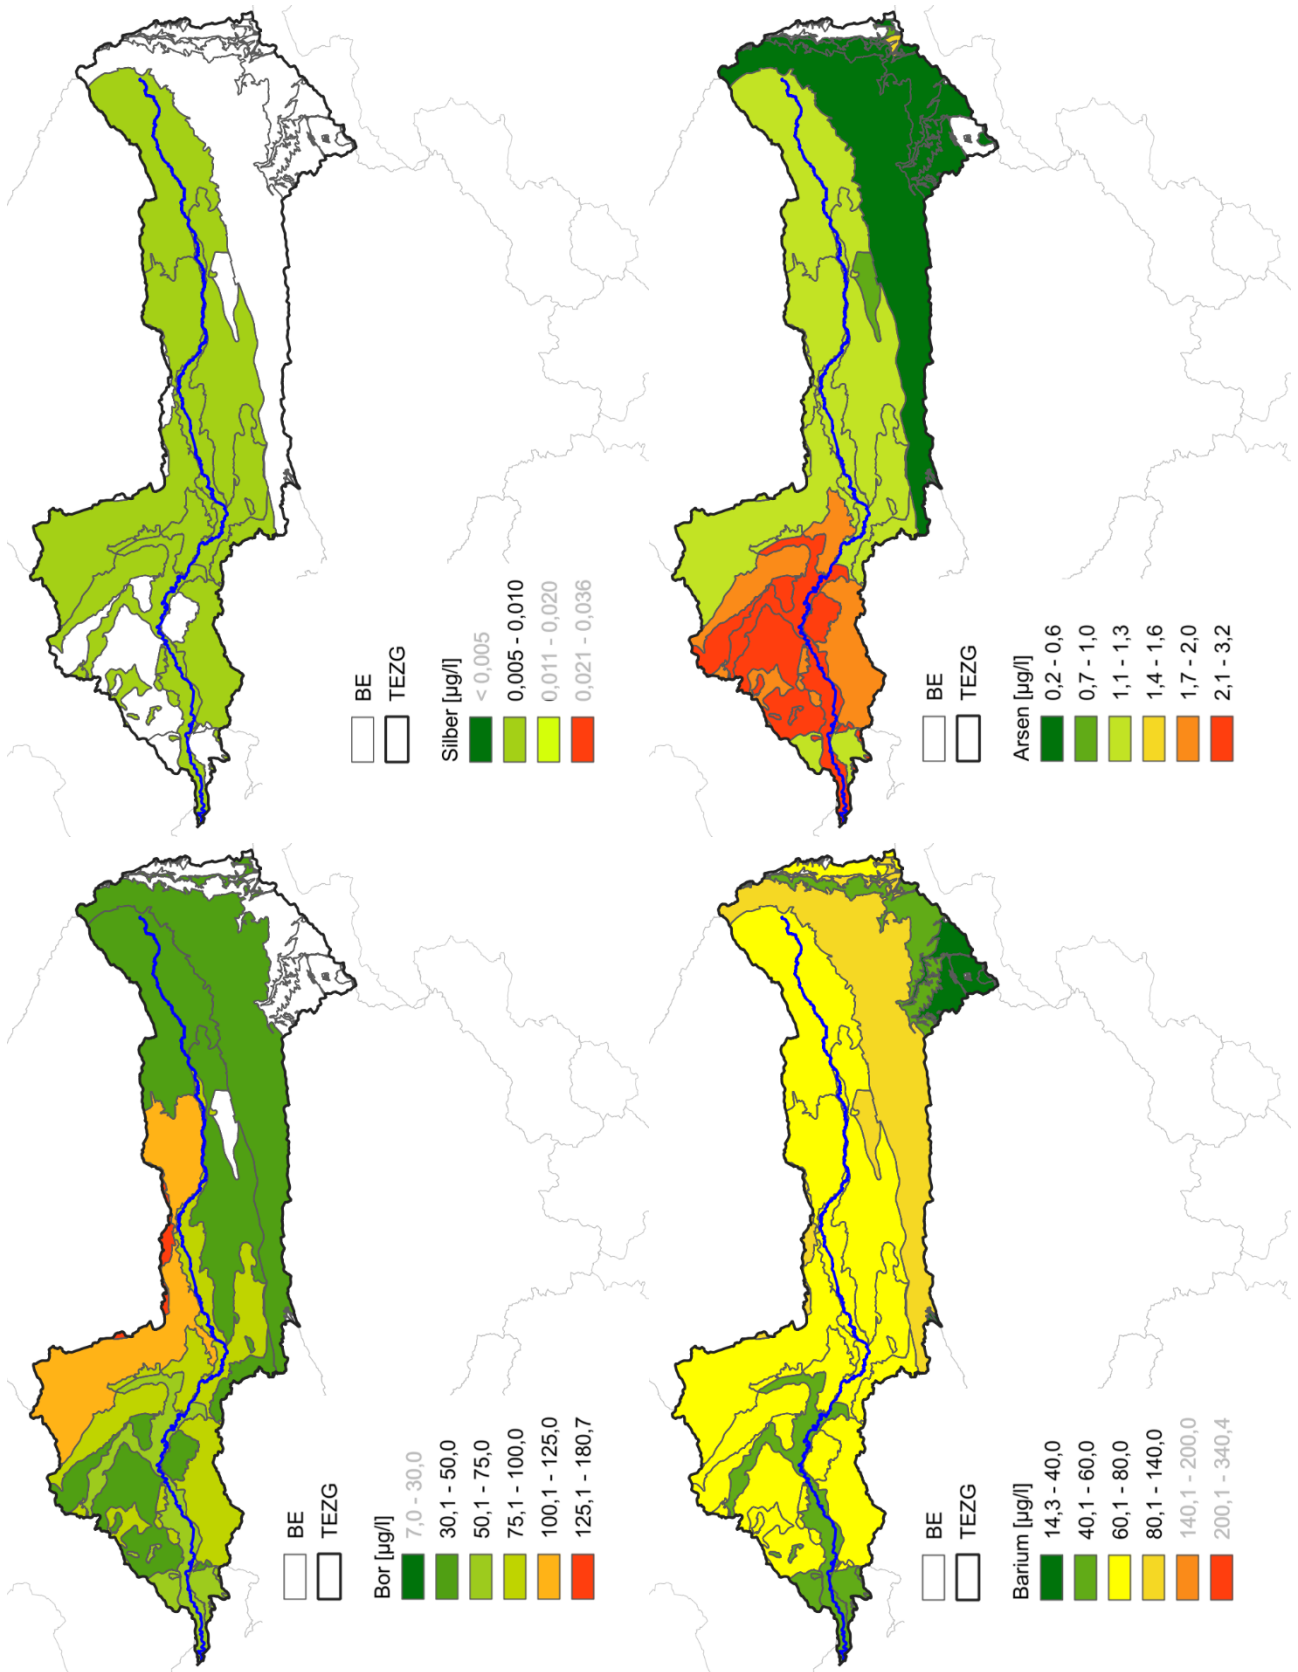 BE
TEZG
Silber [µg/l]
< 0,005
0,005 - 0,010
0,011 - 0,020
0,021 - 0,036
BE
TEZG
Arsen [µg/l]
0,2 - 0,6
0,7 - 1,0
1,1 - 1,3
1,4 - 1,6
1,7 - 2,0
2,1 - 3,2
BE
TEZG
Bor [µg/l]
7,0 - 30,0
30,1 - 50,0
50,1 - 75,0
75,1 - 100,0
100,1 - 125,0
125,1 - 180,7
BE
TEZG
Barium [µg/l]
14,3 - 40,0
40,1 - 60,0
60,1 - 80,0
80,1 - 140,0
140,1 - 200,0
200,1 - 340,4